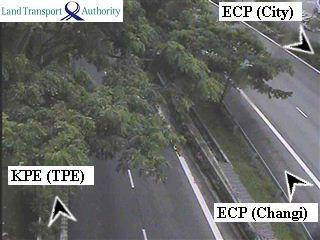 Land Transport Authority
ECP (City)
KPE (TPE)
ECP (Changi)